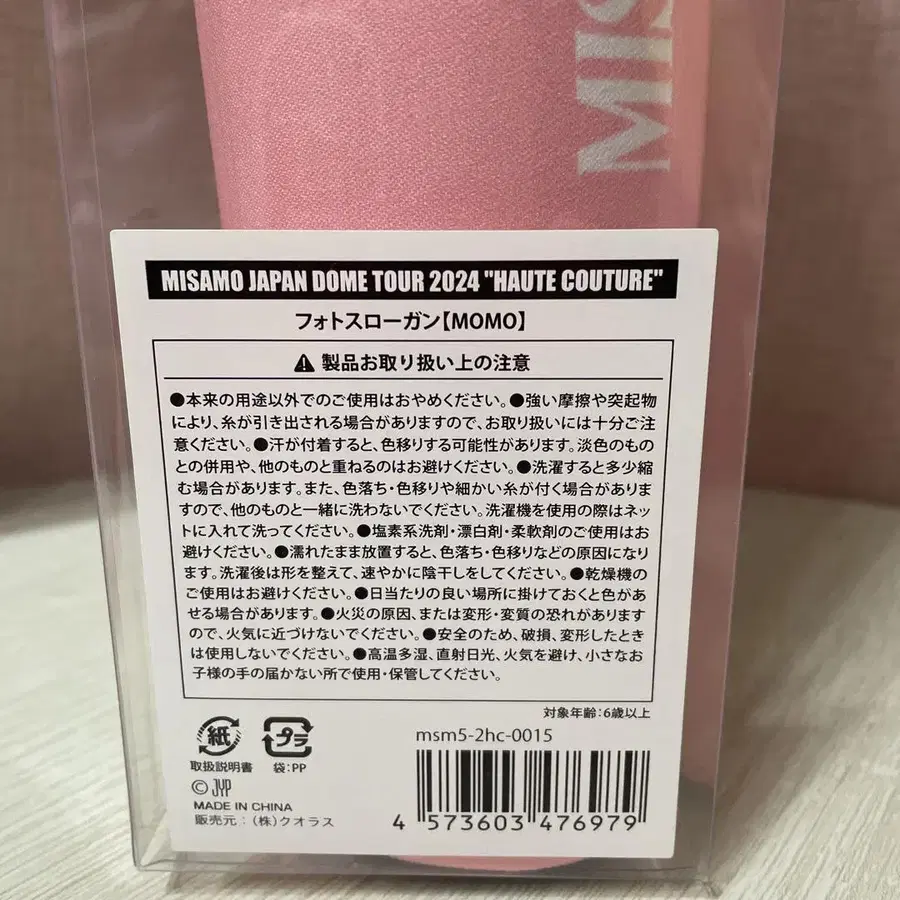 MIS
MISAMO JAPAN DOME TOUR 2024 "HAUTE COUTURE"
フォトスローガン【MOMO】
製品お取り扱い上の注意
●本来の用途以外でのご使用はおやめください。●強い摩擦や突起物
により、糸が引き出される場合がありますので、お取り扱いには十分ご注
意ください。●汗が付着すると、色移りする可能性があります。淡色のもの
との併用や、他のものと重ねるのはお避けください。●洗濯すると多少縮
む場合があります。また、色落ち・色移りや細かい糸が付く場合がありま
すので、他のものと一緒に洗わないでください。洗濯機を使用の際はネッ
トに入れて洗ってください。●塩素系洗剤・漂白剤・柔軟剤のご使用はお
避けください。●濡れたまま放置すると、色落ち・色移りなどの原因になり
ます。洗濯後は形を整えて、速やかに陰干しをしてください。●乾燥機の
ご使用はお避けください。●日当たりの良い場所に掛けておくと色があ
せる場合があります。●火災の原因、または変形・変質の恐れがあります
ので、火気に近づけないでください。●安全のため、破損、変形したとき
は使用しないでください。●高温多湿、直射日光、火気を避け、小さなお
子様の手の届かない所で使用・保管してください。
対象年齢:6歳以上
紙 プラ
取扱説明書 袋:PP
msm5-2hc-0015
©JYP
MADE IN CHINA
販売元:(株)クオラス
4 573603 476979